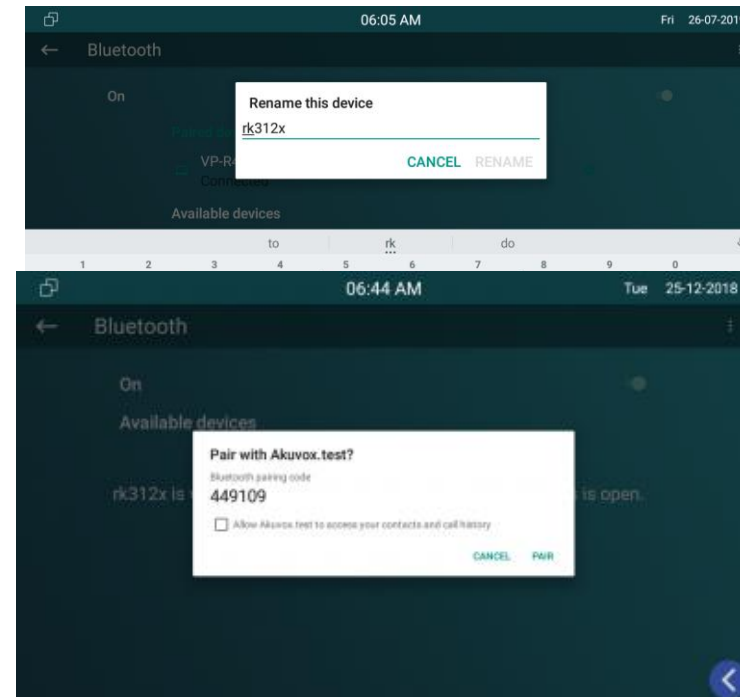 06:05 AM
Fri 26-07-201
Bluetooth
On
Rename this device
rk312x
VP-R4
CANCEL RENAME
Connected
Available devices
to rk do
1 2 3 4 5 6 7 8 9 0
06:44 AM
Tue 25-12-2018
Bluetooth
On
Available devices
Pair with Akuvox.test?
Bluetooth pairing code
449109
rk312x is
is open.
Allow Akuvox.test to access your contacts and call history
CANCEL PAIR